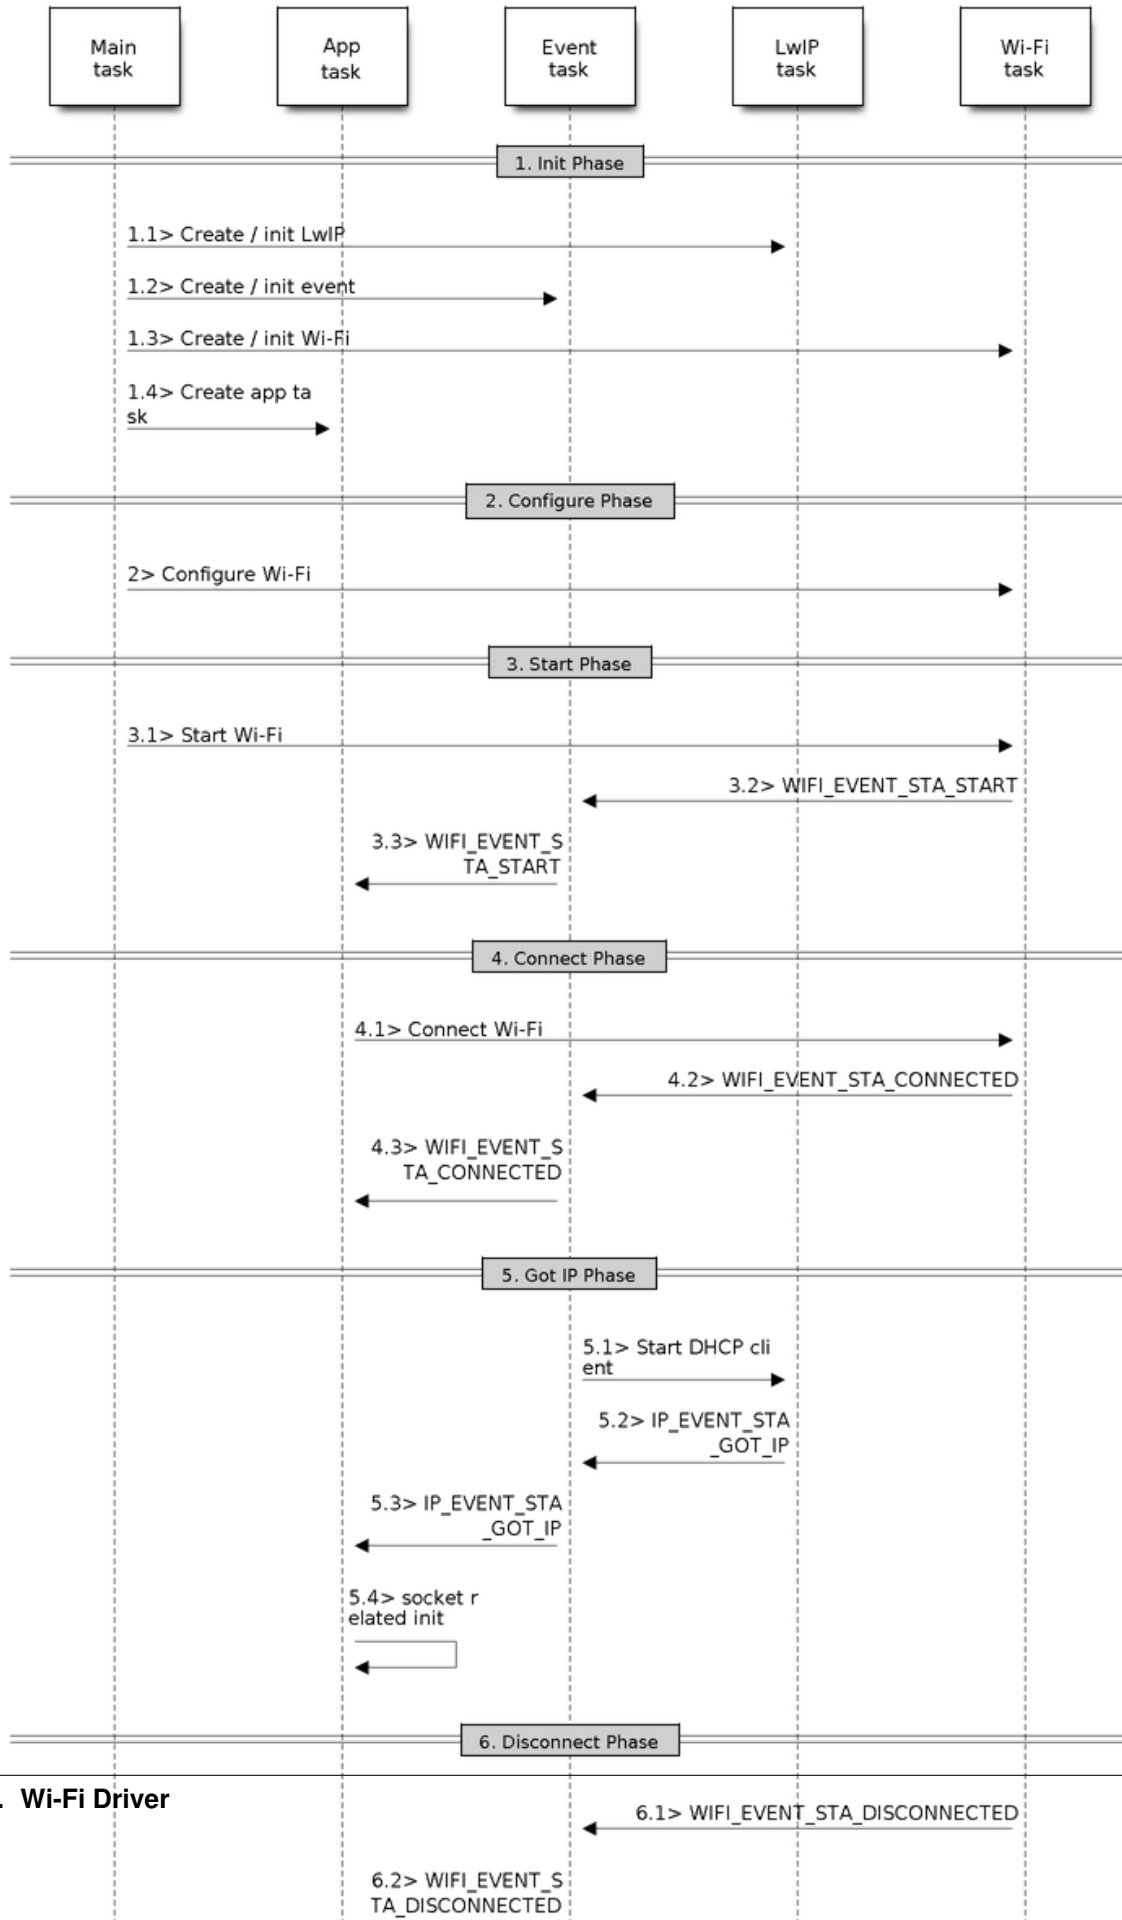 Main
task
App
task
Event
task
LwIP
task
Wi-Fi
task
1. Init Phase
1.1> Create / init LwIP
1.2> Create / init event
1.3> Create / init Wi-Fi
1.4> Create app ta
sk
2. Configure Phase
2> Configure Wi-Fi
3. Start Phase
3.1> Start Wi-Fi
3.2> WIFI_EVENT_STA_START
3.3> WIFI_EVENT_S
TA_START
4. Connect Phase
4.1> Connect Wi-Fi
4.2> WIFI_EVENT_STA_CONNECTED
4.3> WIFI_EVENT_S
TA_CONNECTED
5. Got IP Phase
5.1> Start DHCP cli
ent
5.2> IP_EVENT_STA
_GOT_IP
5.3> IP_EVENT_STA
_GOT_IP
5.4> socket r
elated init
6. Disconnect Phase
. Wi-Fi Driver
6.1> WIFI_EVENT_STA_DISCONNECTED
6.2> WIFI_EVENT_S
TA_DISCONNECTED